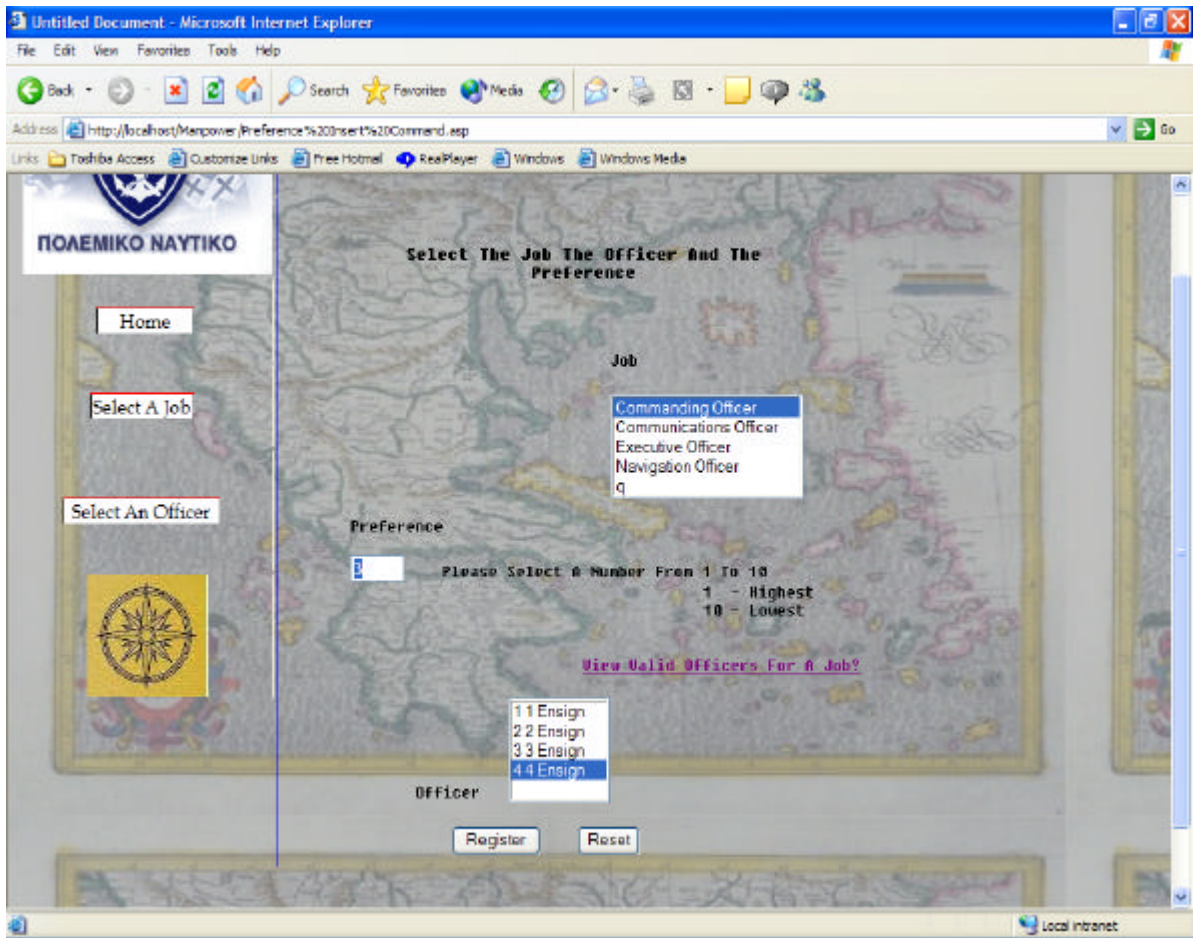 Untitled Document - Microsoft Internet Explorer
File Edit View Favorites Tools Help
Back Search Favorites Media
Address http://localhost/Manpower/Preference%20Insert%20Command.asp Go
Links Toshiba Access Customize Links Free Hotmail RealPlayer Windows Windows Media
ΠΟΛΕΜΙΚΟ ΝΑΥΤΙΚΟ
Select The Job The Officer And The
Preference
Home
Job
Select A Job
Commanding Officer
Communications Officer
Executive Officer
Navigation Officer
q
Select An Officer
Preference
3
Please Select A Number From 1 To 10
1 - Highest
10 - Lowest
View Valid Officers For A Job?
1 1 Ensign
2 2 Ensign
3 3 Ensign
4 4 Ensign
Officer
Register Reset
Local intranet